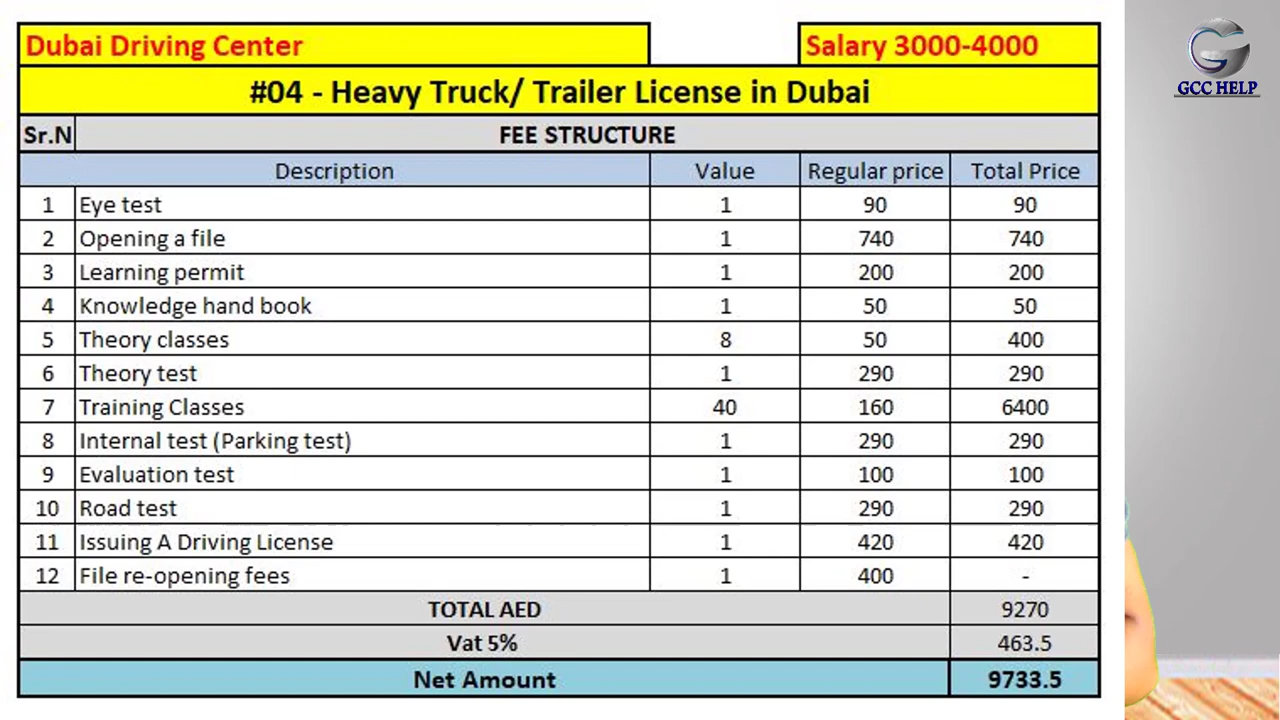 Dubai Driving Center Salary 3000-4000
#04 - Heavy Truck/ Trailer License in Dubai
Sr.N FEE STRUCTURE
Description Value Regular price Total Price
1 Eye test 1 90 90
2 Opening a file 1 740 740
3 Learning permit 1 200 200
4 Knowledge hand book 1 50 50
5 Theory classes 8 50 400
6 Theory test 1 290 290
7 Training Classes 40 160 6400
8 Internal test (Parking test) 1 290 290
9 Evaluation test 1 100 100
10 Road test 1 290 290
11 Issuing A Driving License 1 420 420
12 File re-opening fees 1 400 -
TOTAL AED 9270
Vat 5% 463.5
Net Amount 9733.5
G
GCC HELP